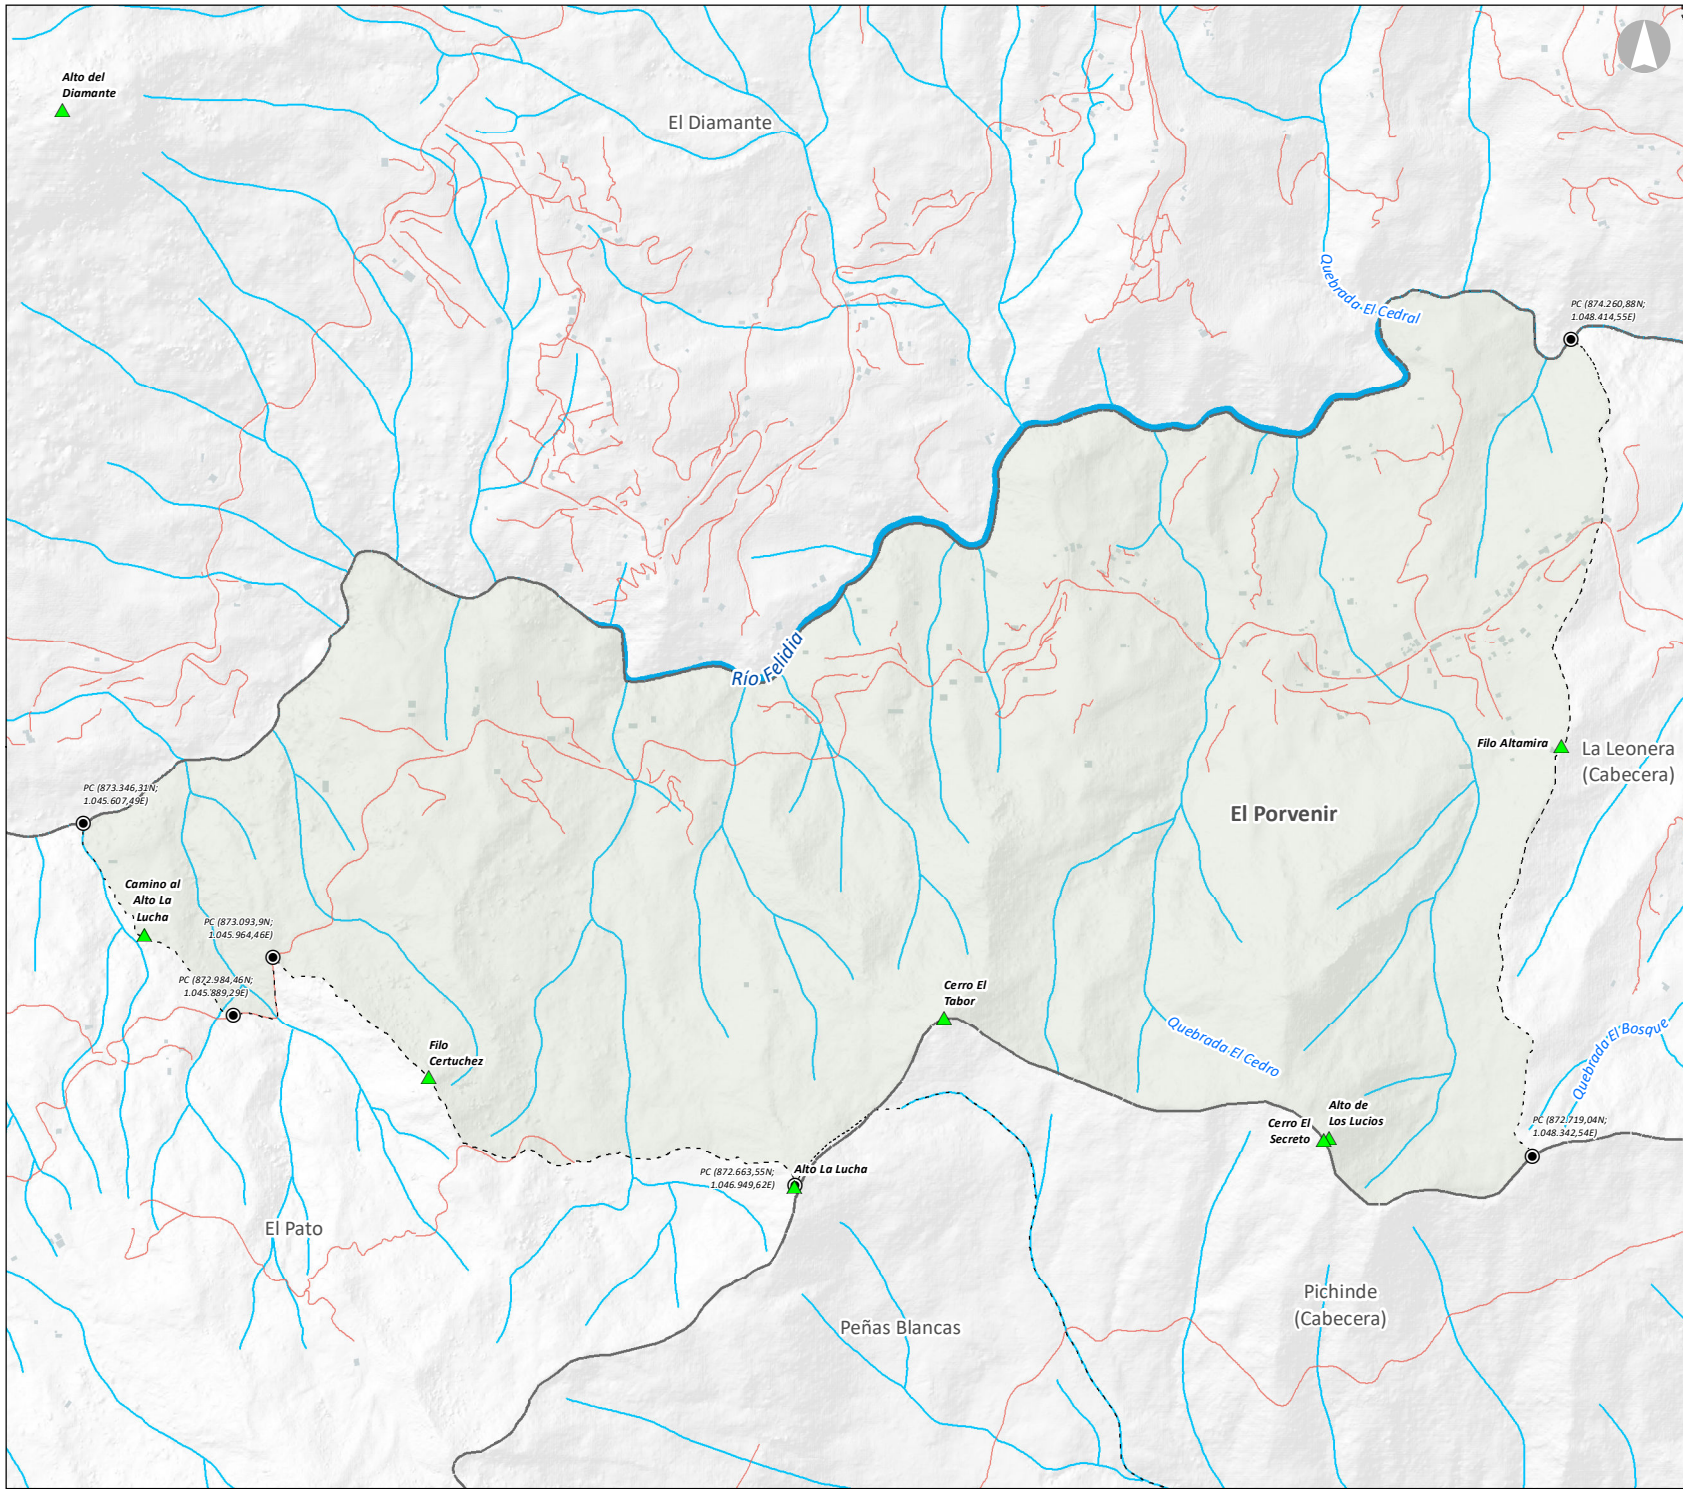 Alto del
Diamante
El Diamante
Quebrada El Cedral
PC (874.260,88N;
1.048.414,55E)
Río Felidia
Filo Altamira
La Leonera
(Cabecera)
PC (873.346,31N;
1.045.607,49E)
El Porvenir
Camino al
Alto La
Lucha
PC (873.093,9N;
1.045.964,46E)
PC (872.984,46N;
1.045.889,29E)
Cerro El
Tabor
Filo
Certuchez
Quebrada El Cedro
Quebrada El Bosque
Alto de
Los Lucios
Cerro El
Secreto
PC (872.719,04N;
1.048.342,54E)
PC (872.663,55N;
1.046.949,62E)
Alto La Lucha
El Pato
Peñas Blancas
Pichinde
(Cabecera)